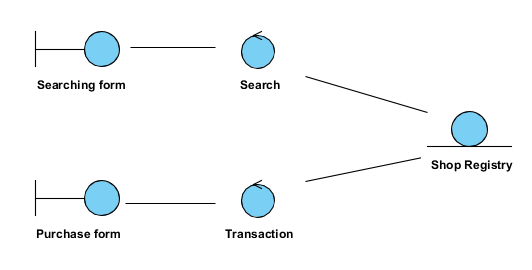 Searching form
Search
Shop Registry
Purchase form
Transaction